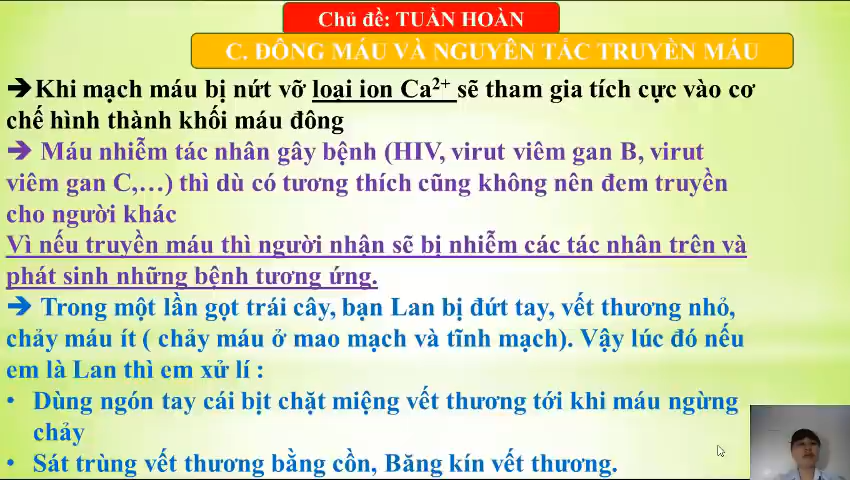 Chủ đề: TUẦN HOÀN
C. ĐÔNG MÁU VÀ NGUYÊN TẮC TRUYỀN MÁU
➔Khi mạch máu bị nứt vỡ loại ion Ca²⁺ sẽ tham gia tích cực vào cơ
chế hình thành khối máu đông
➔ Máu nhiễm tác nhân gây bệnh (HIV, virut viêm gan B, virut
viêm gan C,…) thì dù có tương thích cũng không nên đem truyền
cho người khác
Vì nếu truyền máu thì người nhận sẽ bị nhiễm các tác nhân trên và
phát sinh những bệnh tương ứng.
➔ Trong một lần gọt trái cây, bạn Lan bị đứt tay, vết thương nhỏ,
chảy máu ít ( chảy máu ở mao mạch và tĩnh mạch). Vậy lúc đó nếu
em là Lan thì em xử lí :
• Dùng ngón tay cái bịt chặt miệng vết thương tới khi máu ngừng
chảy
• Sát trùng vết thương bằng cồn, Băng kín vết thương.